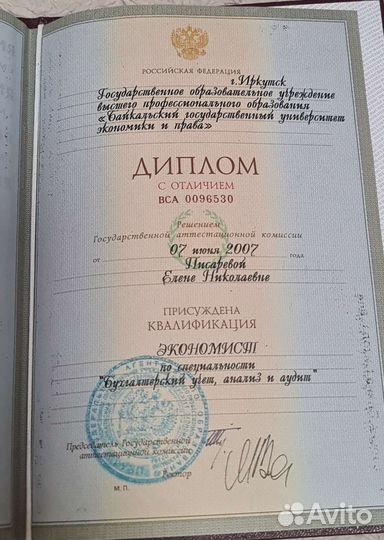 РОССИЙСКАЯ ФЕДЕРАЦИЯ
г.Иркутск
Государственное образовательное учреждение
высшего профессионального образования
«Байкальский государственный университет
экономики и права»
ДИПЛОМ
С ОТЛИЧИЕМ
ВСА 0096530
Решением
Государственной аттестационной комиссии
от 07 июня 2007 года
Писаревой
Елене Николаевне
ПРИСУЖДЕНА
КВАЛИФИКАЦИЯ
ЭКОНОМИСТ
по специальности
"Бухгалтерский учет, анализ и аудит"
Председатель Государственной
аттестационной комиссии
Ректор
М.П.
Avito